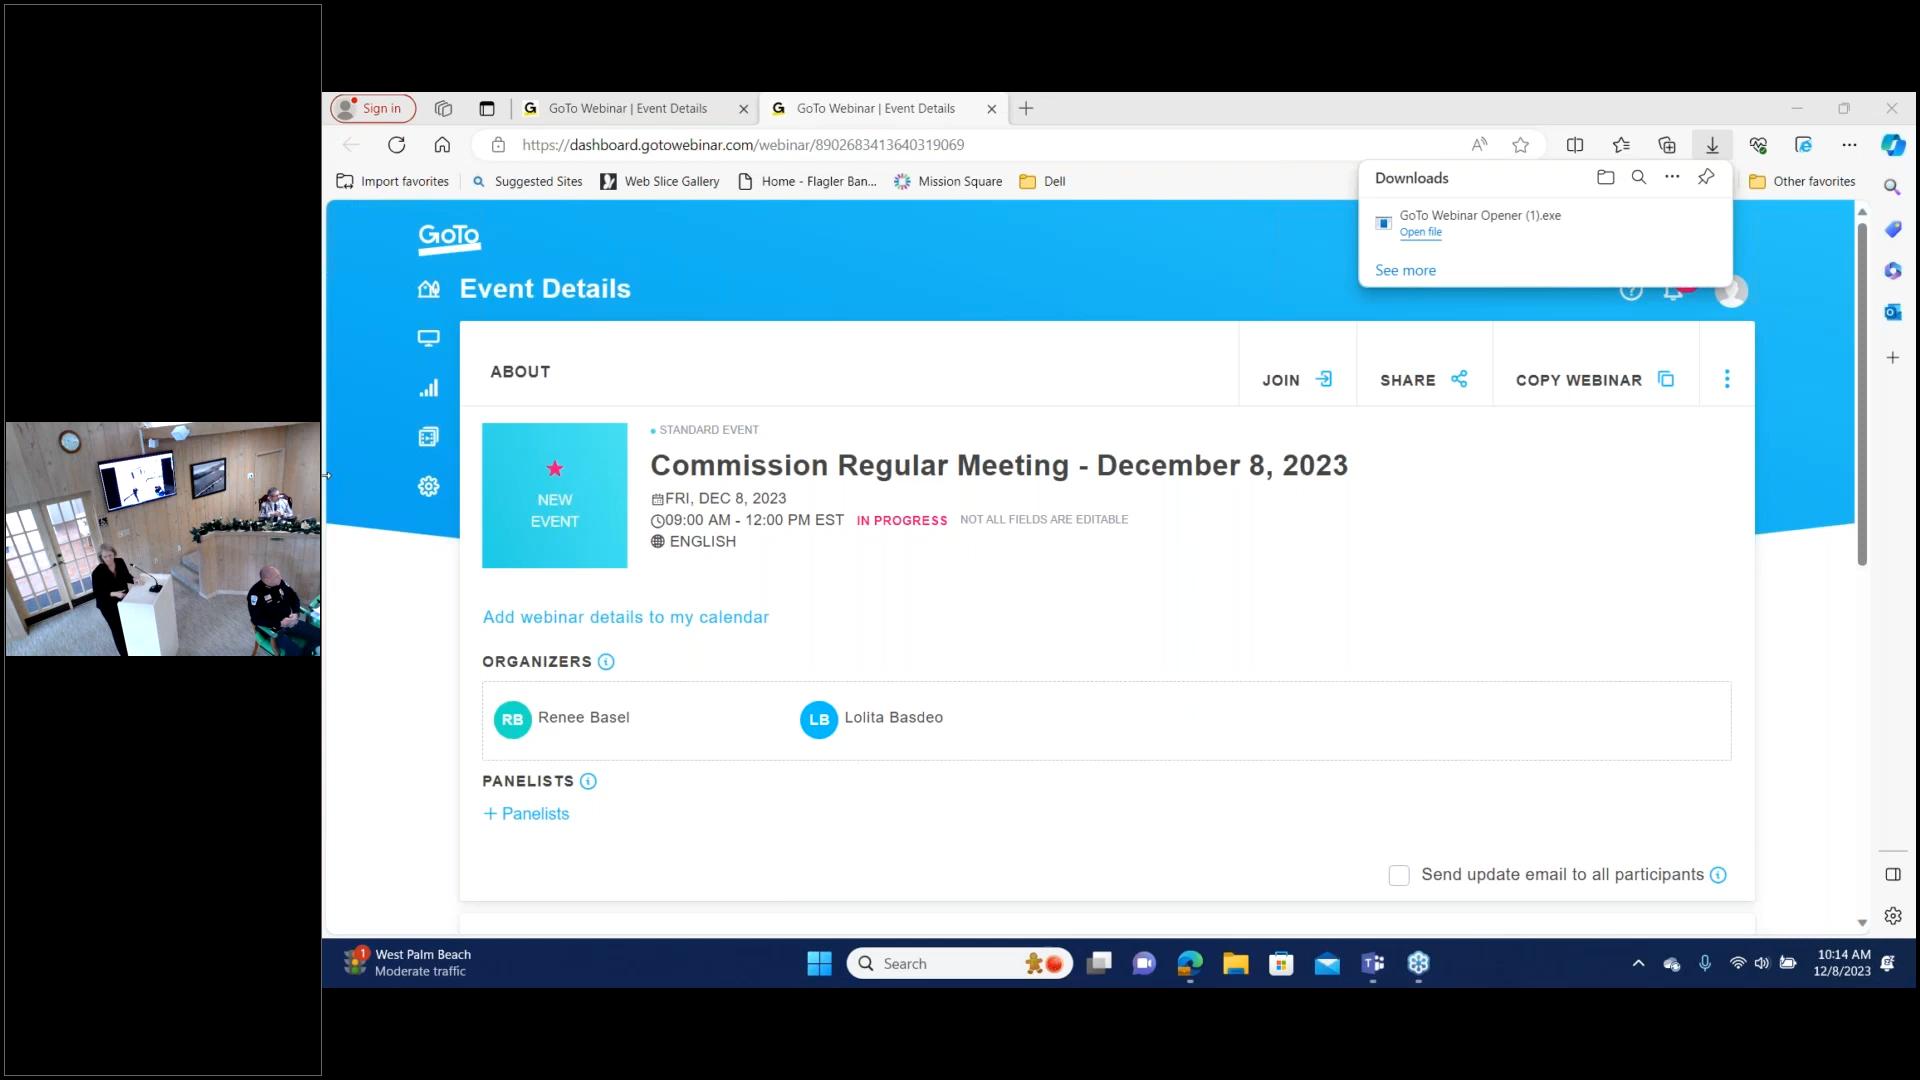 Sign in
GoTo Webinar | Event Details
GoTo Webinar | Event Details
https://dashboard.gotowebinar.com/webinar/8902683413640319069
Import favorites
Suggested Sites
Web Slice Gallery
Home - Flagler Ban...
Mission Square
Dell
Other favorites
Downloads
GoTo Webinar Opener (1).exe
Open file
See more
GoTo
Event Details
ABOUT
JOIN
SHARE
COPY WEBINAR
NEW
EVENT
STANDARD EVENT
Commission Regular Meeting - December 8, 2023
FRI, DEC 8, 2023
09:00 AM - 12:00 PM EST IN PROGRESS NOT ALL FIELDS ARE EDITABLE
ENGLISH
Add webinar details to my calendar
ORGANIZERS
RB Renee Basel
LB Lolita Basdeo
PANELISTS
+ Panelists
Send update email to all participants
1
West Palm Beach
Moderate traffic
Search
10:14 AM
12/8/2023